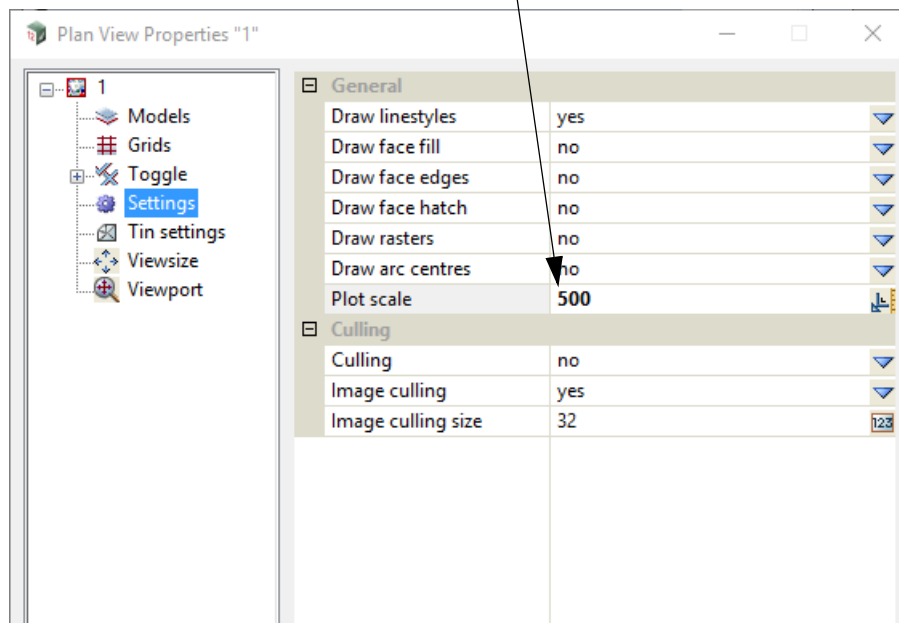 Plan View Properties "1"
1
Models
Grids
Toggle
Settings
Tin settings
Viewsize
Viewport
General
Draw linestyles yes
Draw face fill no
Draw face edges no
Draw face hatch no
Draw rasters no
Draw arc centres no
Plot scale 500
Culling
Culling no
Image culling yes
Image culling size 32
123